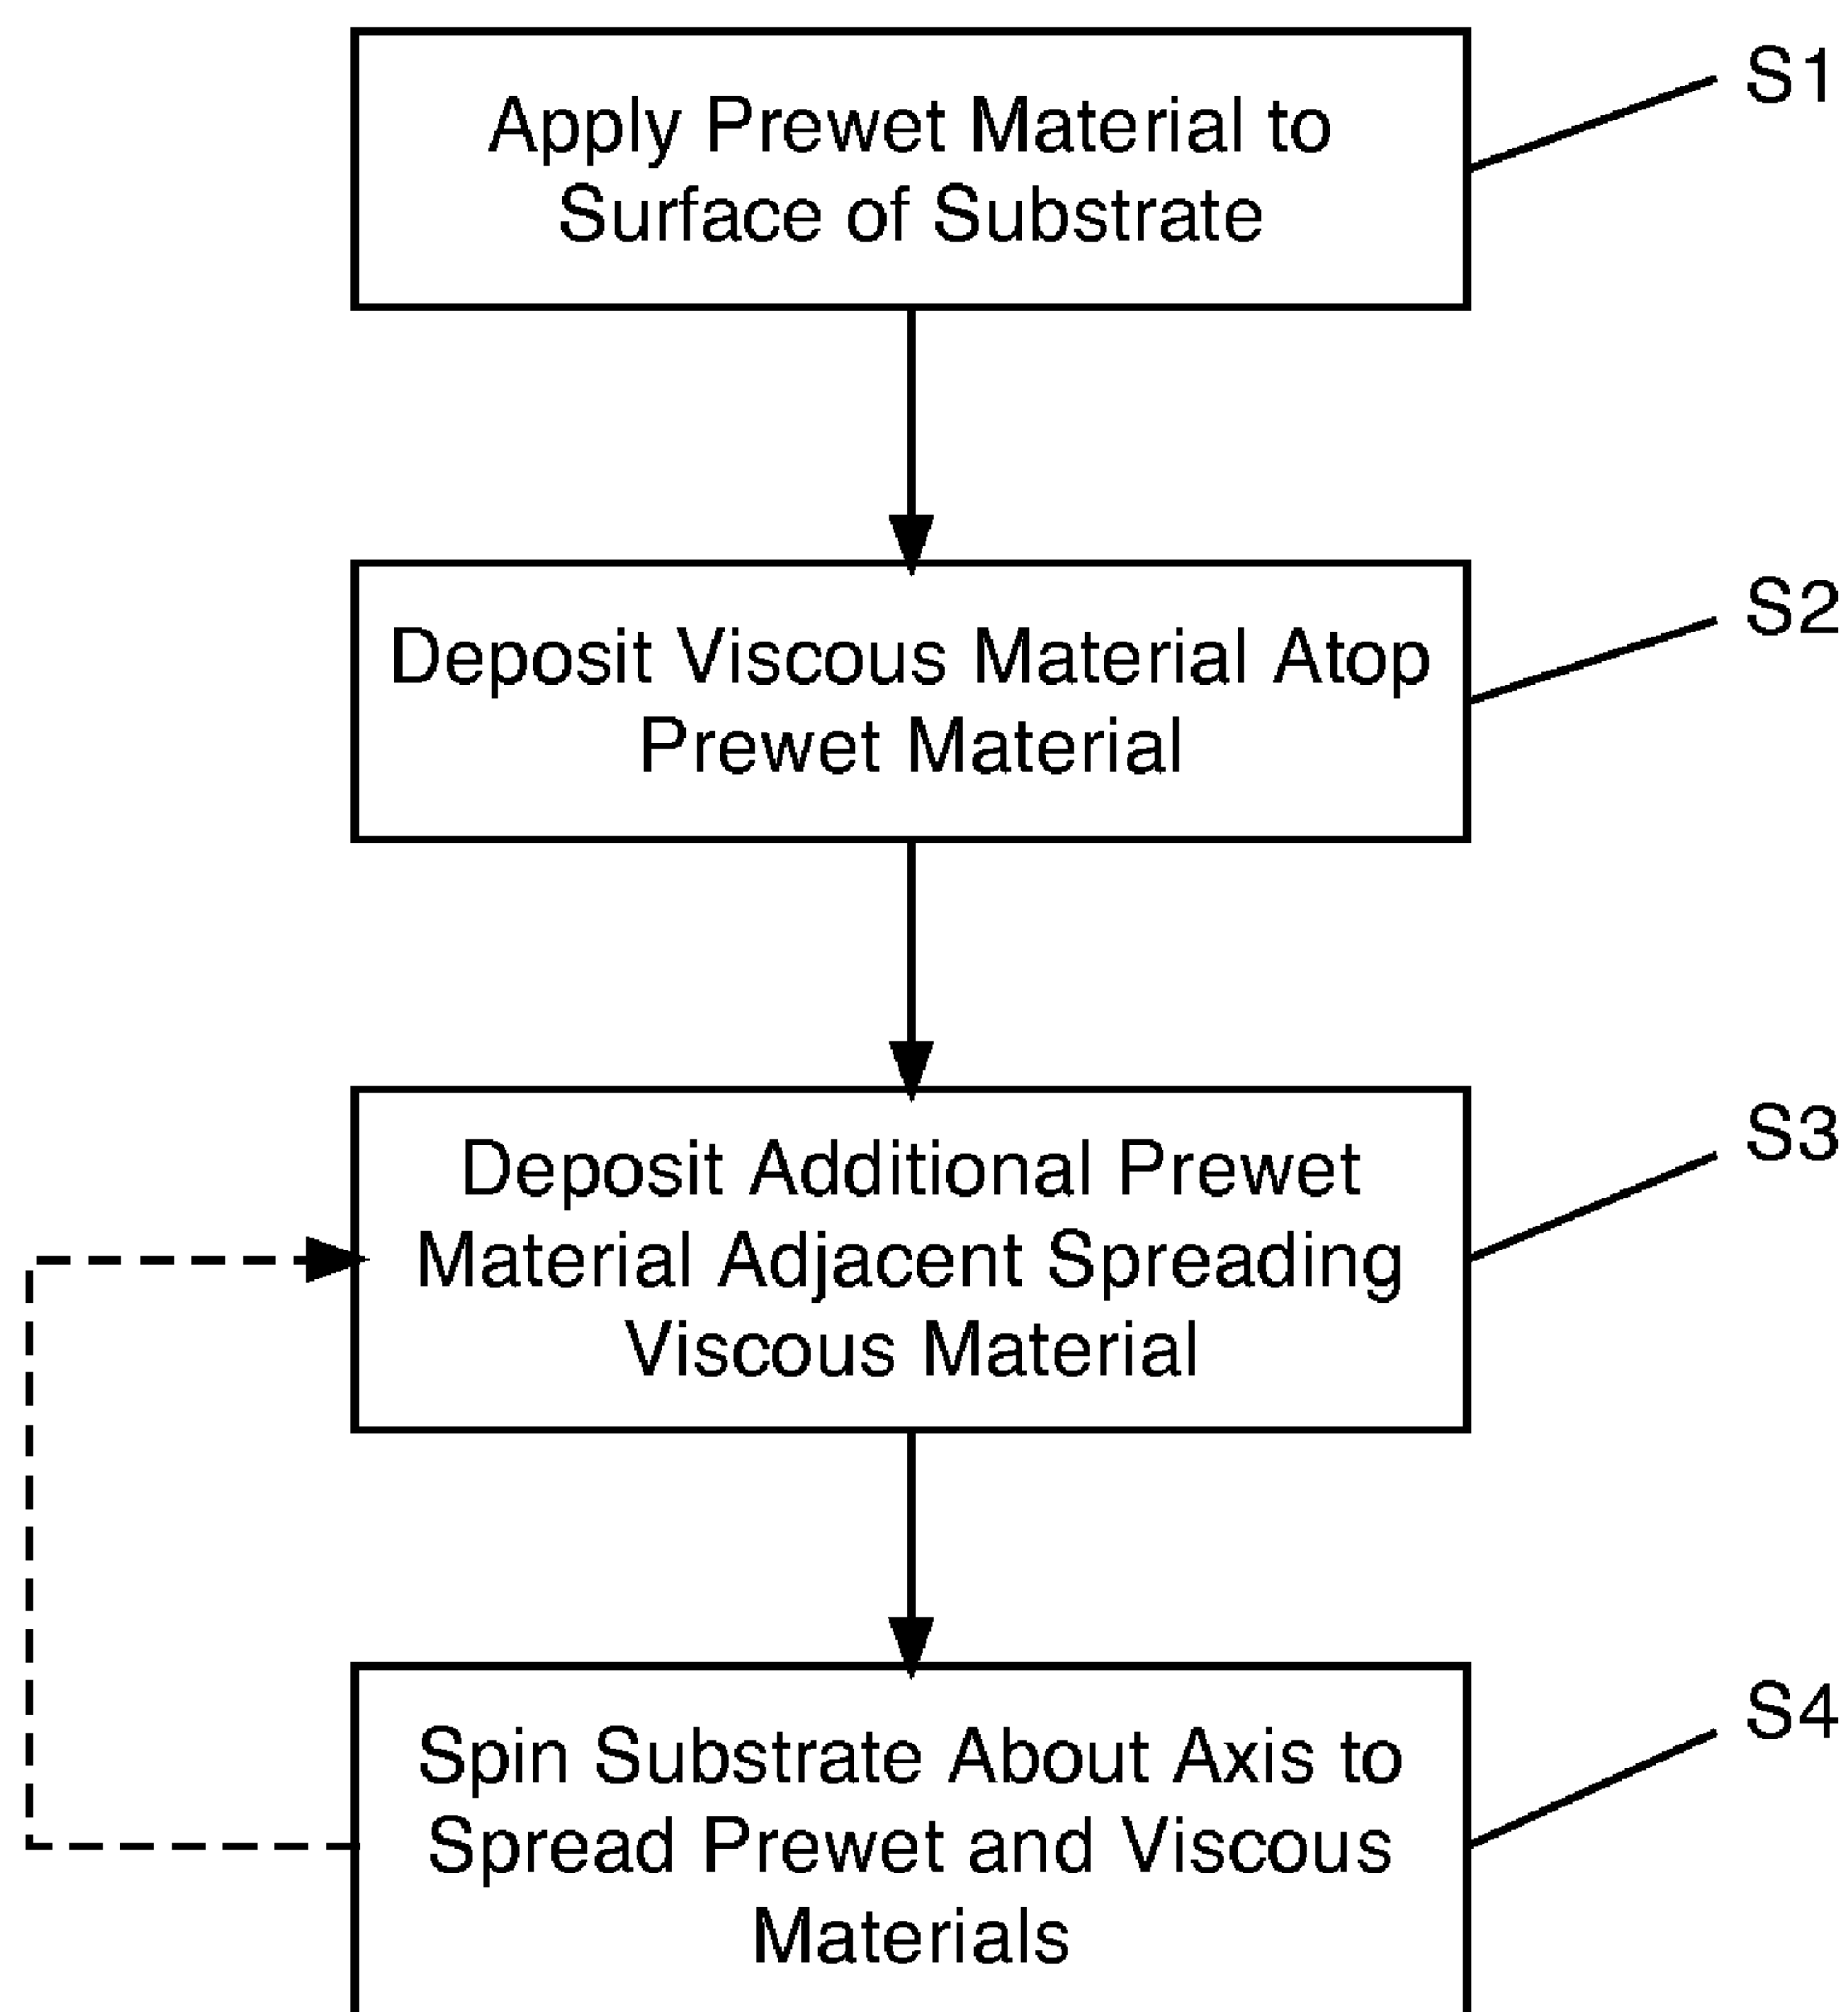 Apply Prewet Material to
Surface of Substrate
S1
Deposit Viscous Material Atop
Prewet Material
S2
Deposit Additional Prewet
Material Adjacent Spreading
Viscous Material
S3
Spin Substrate About Axis to
Spread Prewet and Viscous
Materials
S4